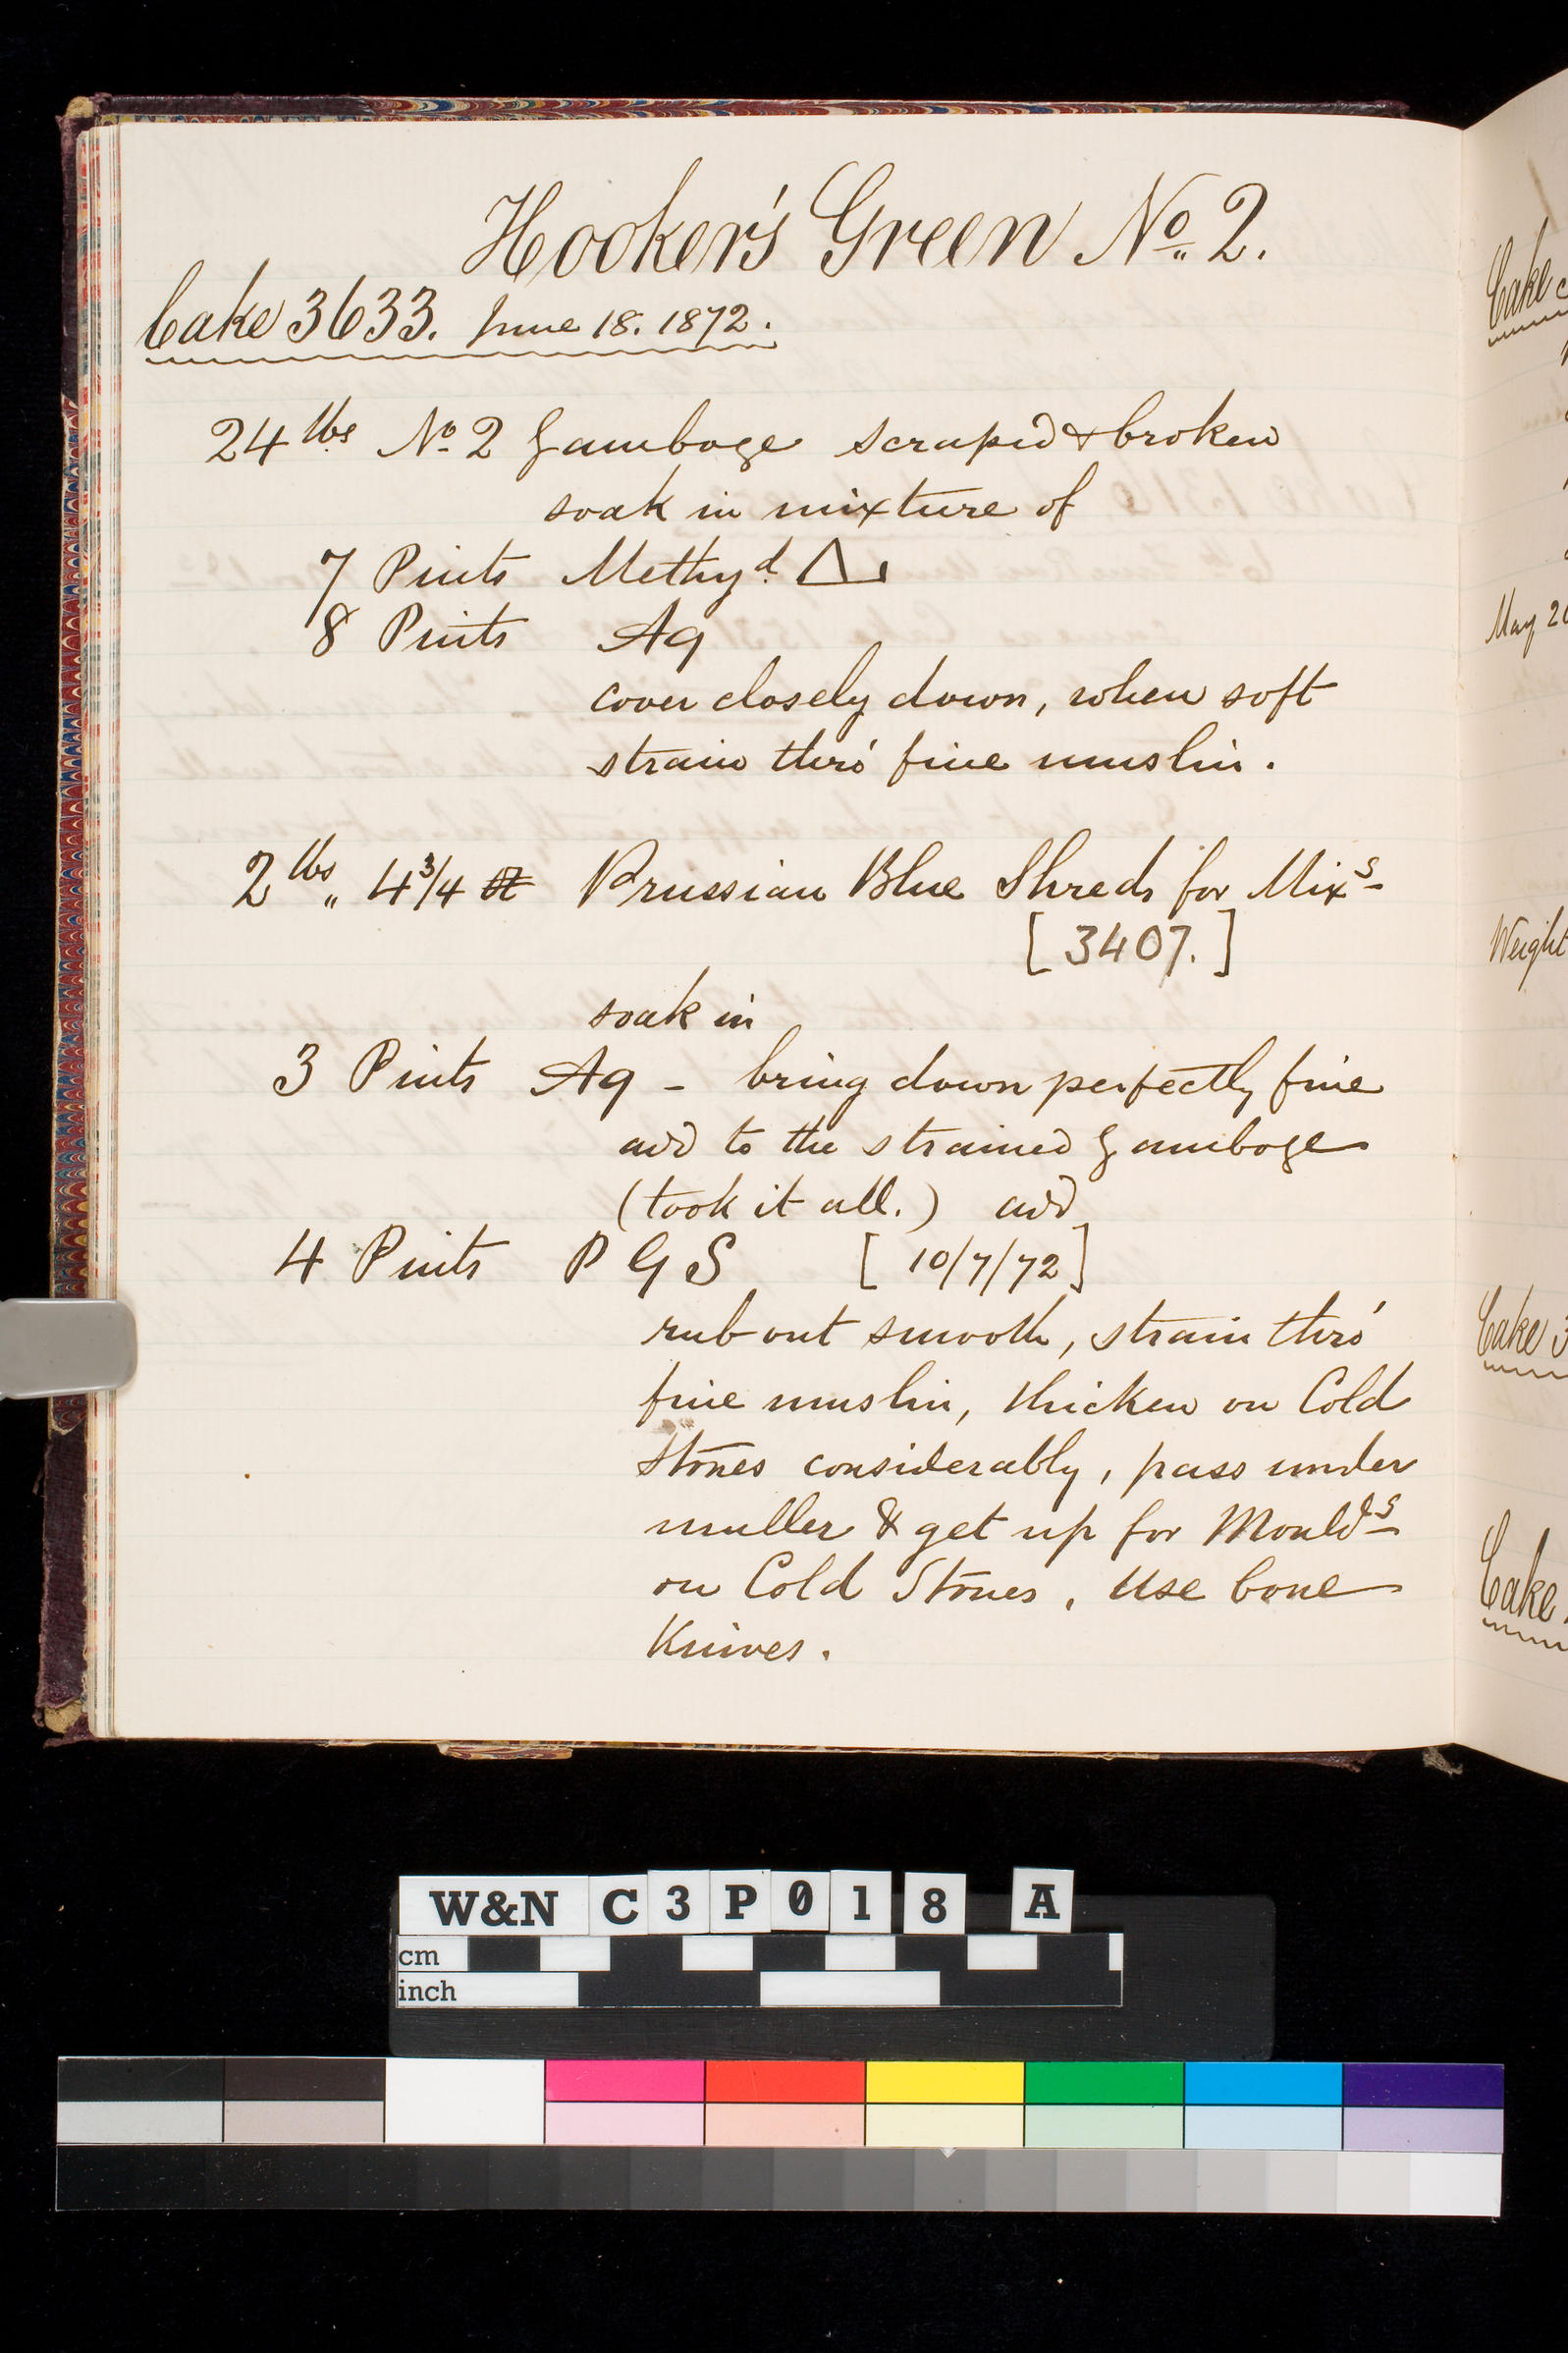 Hooker's Green No. 2.
Cake 3633. June 18. 1872.
24 lbs No 2 Gamboge scraped & broken
soak in mixture of
7 Pints Methyd.
8 Pints Aq
cover closely down, when soft
strain thro' fine muslin.
2 lbs „ 4 3/4 Prussian Blue Shreds for Mixs
[3407.]
soak in
3 Pints Aq - bring down perfectly fine
add to the strained Gamboge
(took it all.) add
4 Pints P G S [10/7/72]
rub out smooth, strain thro'
fine muslin, thicken on Cold
Stones considerably, pass under
muller & get up for Moulds
on Cold Stones. Use bone
Knives.
Cake
May 2
Weight
Cake 3
Cake
W&N C3P018 A
cm
inch